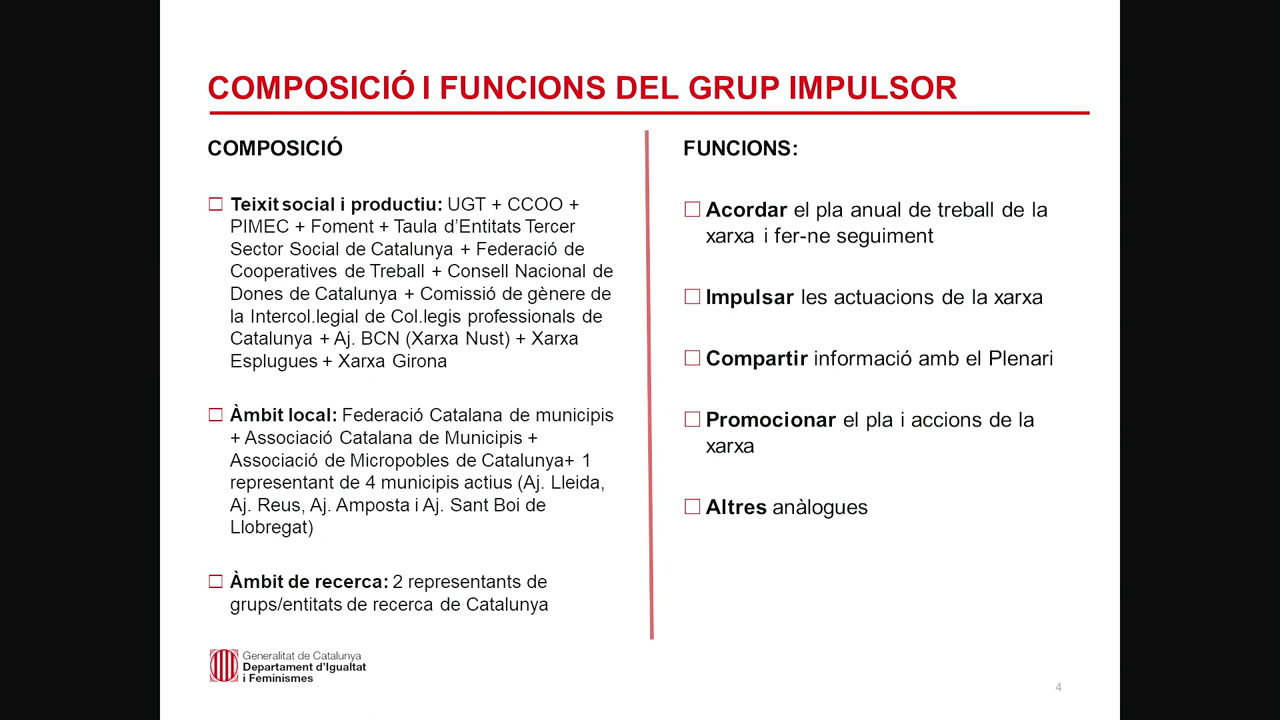 COMPOSICIÓ I FUNCIONS DEL GRUP IMPULSOR
COMPOSICIÓ
Teixit social i productiu: UGT + CCOO +
PIMEC + Foment + Taula d'Entitats Tercer
Sector Social de Catalunya + Federació de
Cooperatives de Treball + Consell Nacional de
Dones de Catalunya + Comissió de gènere de
la Intercol.legial de Col.legis professionals de
Catalunya + Aj. BCN (Xarxa Nust) + Xarxa
Esplugues + Xarxa Girona
Àmbit local: Federació Catalana de municipis
+ Associació Catalana de Municipis +
Associació de Micropobles de Catalunya+ 1
representant de 4 municipis actius (Aj. Lleida,
Aj. Reus, Aj. Amposta i Aj. Sant Boi de
Llobregat)
Àmbit de recerca: 2 representants de
grups/entitats de recerca de Catalunya
FUNCIONS:
Acordar el pla anual de treball de la
xarxa i fer-ne seguiment
Impulsar les actuacions de la xarxa
Compartir informació amb el Plenari
Promocionar el pla i accions de la
xarxa
Altres anàlogues
Generalitat de Catalunya
Departament d'Igualtat
i Feminismes
4